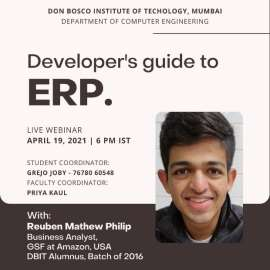 DON BOSCO INSTITUTE OF TECHOLOGY, MUMBAI
DEPARTMENT OF COMPUTER ENGINEERING
Developer's guide to
ERP.
LIVE WEBINAR
APRIL 19, 2021 | 6 PM IST
STUDENT COORDINATOR:
GREJO JOBY - 76780 60548
FACULTY COORDINATOR:
PRIYA KAUL
With:
Reuben Mathew Philip
Business Analyst,
GSF at Amazon, USA
DBIT Alumnus, Batch of 2016